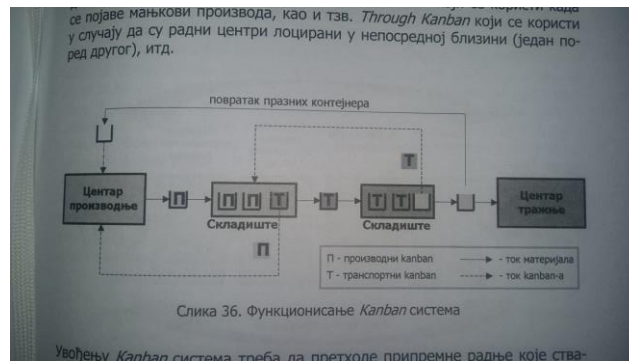 се појаве мањкови производа, као и тзв. Through Kanban који се користи
у случају да су радни центри лоцирани у непосредној близини (један по-
ред другог), итд.
повратак празних контејнера
Т
Центар
производње
П
П П Т
Т
Т Т
Центар
тражње
Складиште
Складиште
П
П - производни kanban
- ток материјала
Т - транспортни kanban
- ток kanban-а
Слика 36. Функционисање Kanban система
Увођењу Kanban система треба да претходе припремне радње које ства-